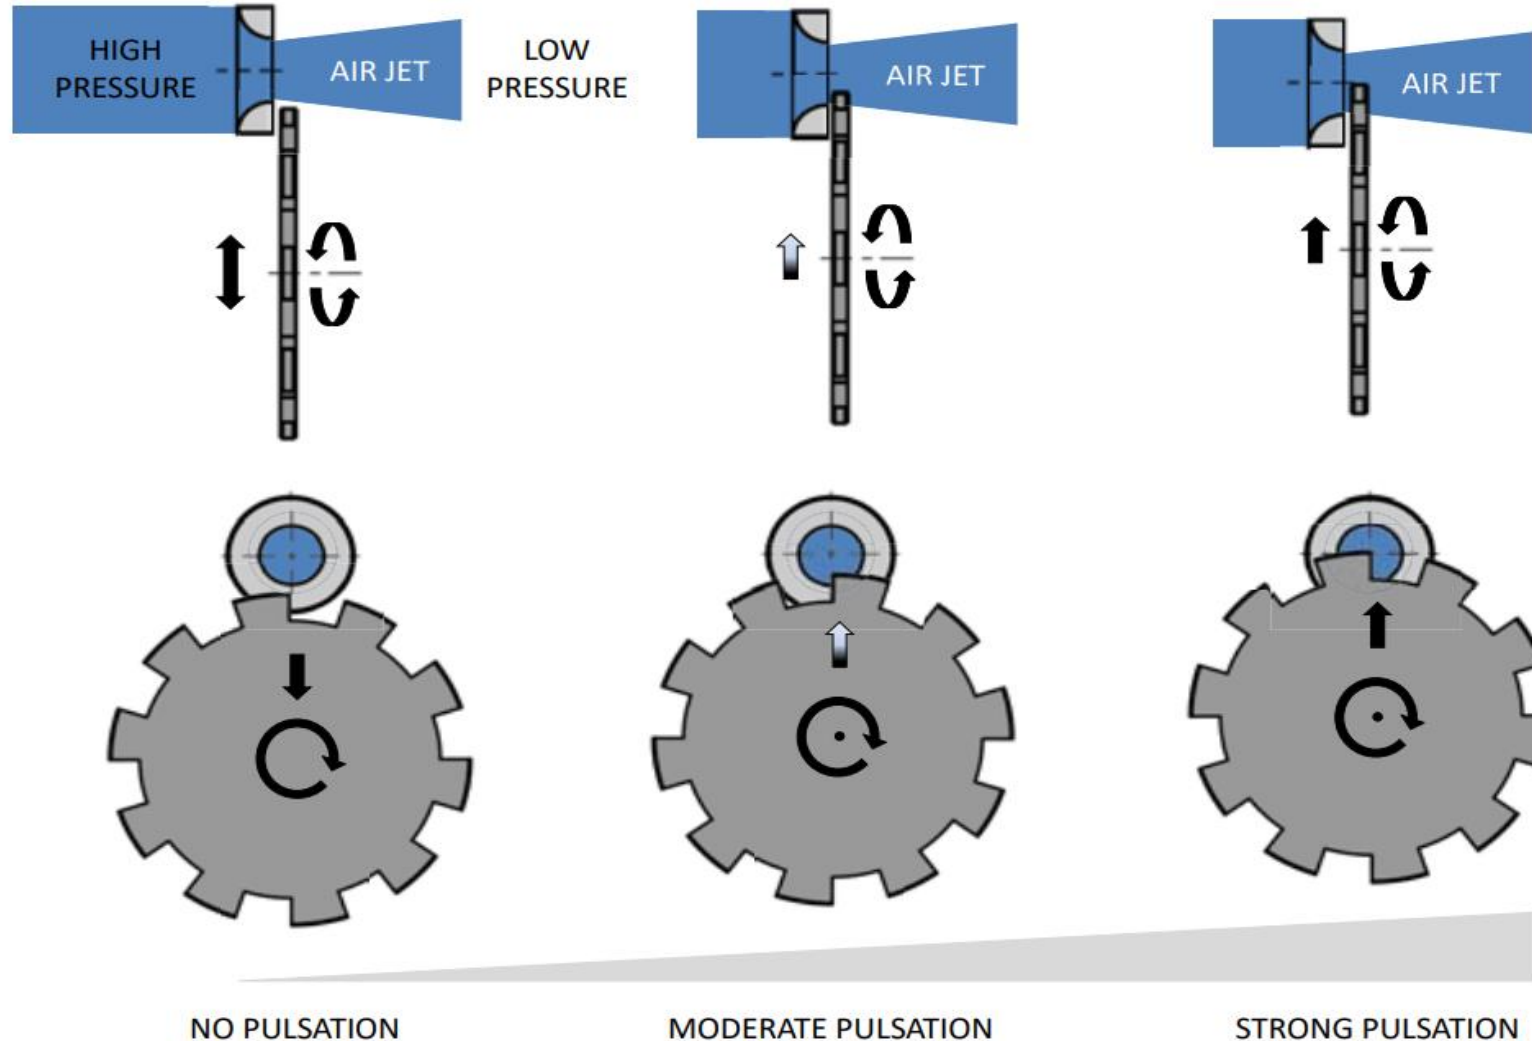 HIGH
PRESSURE
AIR JET
LOW
PRESSURE
AIR JET
AIR JET
NO PULSATION
MODERATE PULSATION
STRONG PULSATION